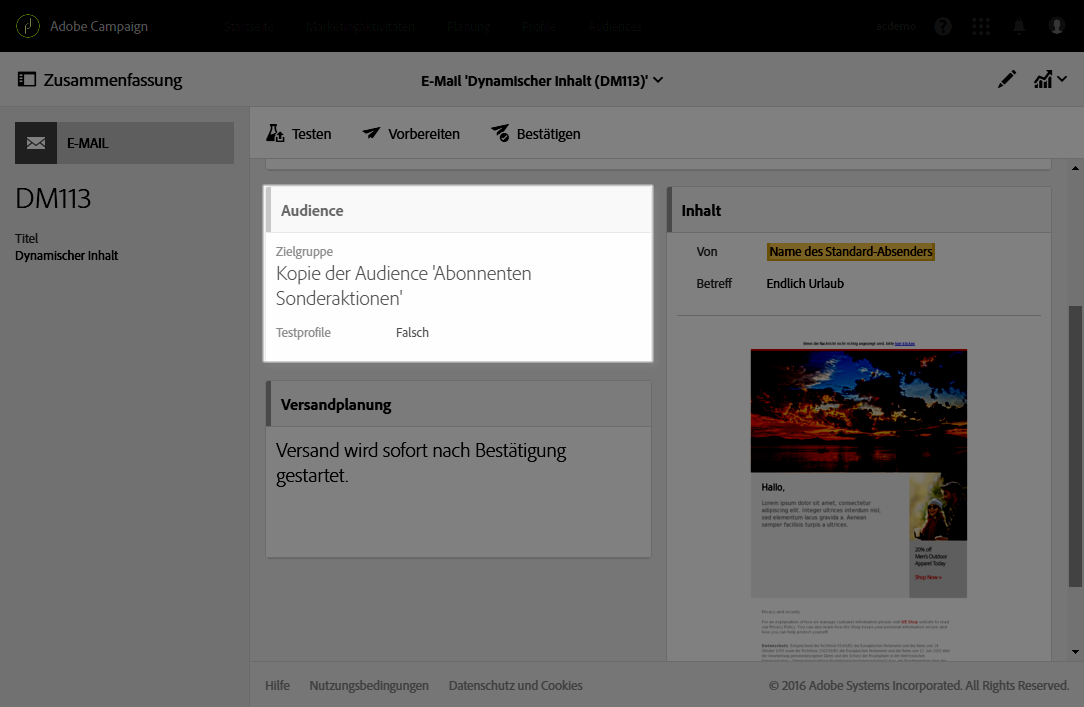 Adobe Campaign
Startseite Marketingaktivitäten Planung Profile Audiences
acdemo
Zusammenfassung
E-Mail 'Dynamischer Inhalt (DM113)'
E-MAIL
DM113
Titel
Dynamischer Inhalt
Testen Vorbereiten Bestätigen
Audience
Zielgruppe
Kopie der Audience 'Abonnenten
Sonderaktionen'
Testprofile Falsch
Versandplanung
Versand wird sofort nach Bestätigung
gestartet.
Inhalt
Von Name des Standard-Absenders
Betreff Endlich Urlaub
Hallo,
Lorem ipsum dolor sit amet, consectetur
adipiscing elit. Integer ultrices interdum nisl,
sed elementum lacus gravida a. Aenean
semper facilisis turpis a ultrices.
20% off
Men's Outdoor
Apparel Today
Shop Now »
Privacy and security
Hilfe Nutzungsbedingungen Datenschutz und Cookies
© 2016 Adobe Systems Incorporated. All Rights Reserved.